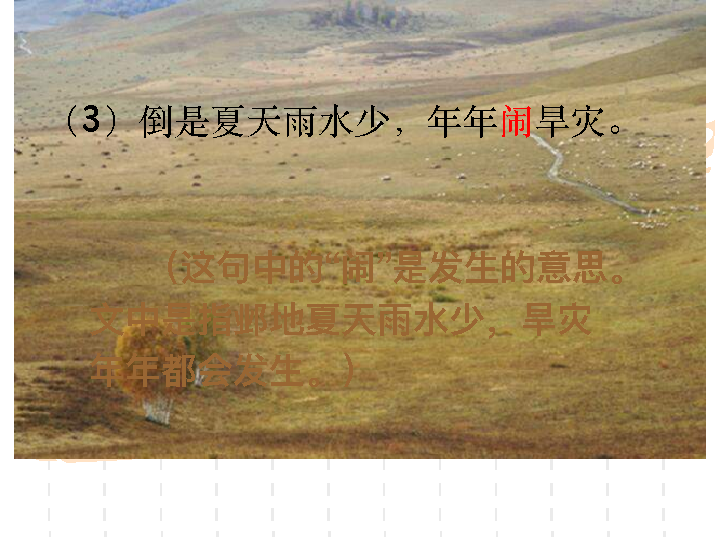 （3）倒是夏天雨水少，年年闹旱灾。
（这句中的“闹”是发生的意思。
文中是指邺地夏天雨水少，旱灾
年年都会发生。）